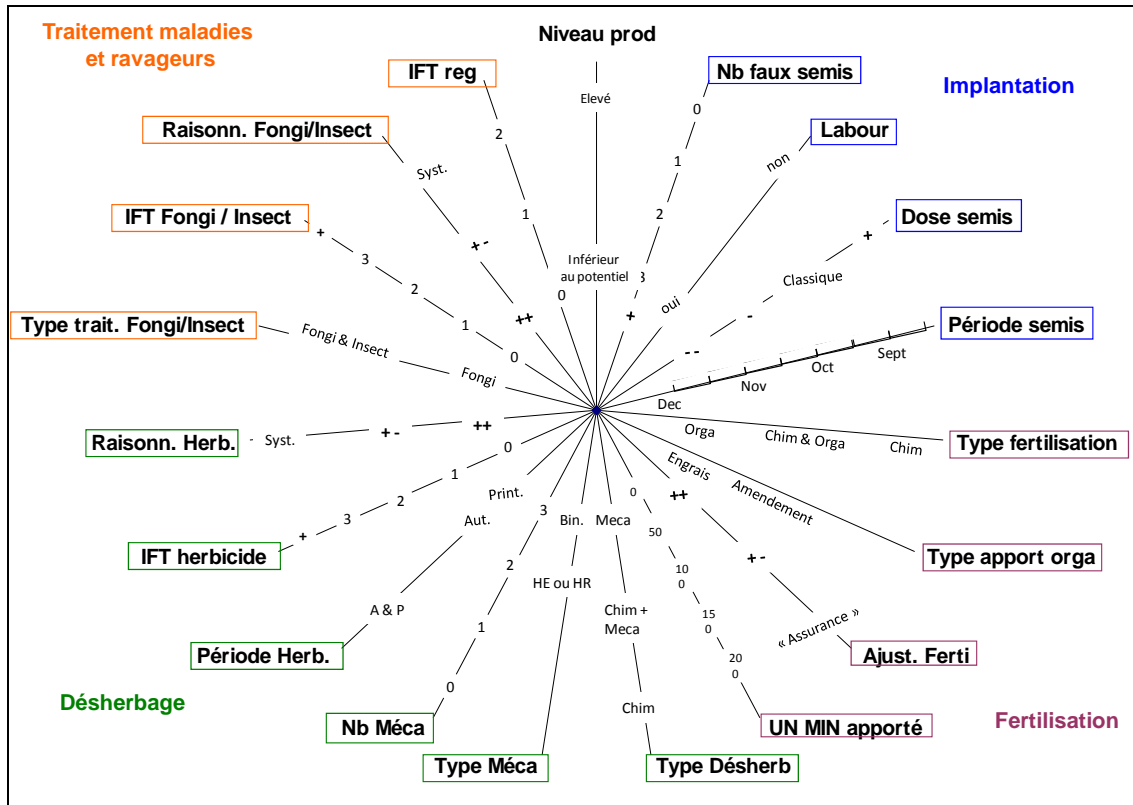 Traitement maladies
et ravageurs
Niveau prod
Elevé
Inférieur
au potentiel
Implantation
Nb faux semis
0
1
2
3
+
Labour
non
oui
Dose semis
+
Classique
-
--
Période semis
Sept
Oct
Nov
Dec
Type fertilisation
Chim
Chim & Orga
Orga
Type apport orga
Amendement
Engrais
Ajust. Ferti
« Assurance »
+-
++
UN MIN apporté
20
0
15
0
10
0
50
0
Fertilisation
Type Désherb
Chim
Chim +
Meca
Meca
Type Méca
HE ou HR
Bin.
Nb Méca
0
1
2
3
Désherbage
Période Herb.
A & P
Aut.
Print.
IFT herbicide
+
3
2
1
0
Raisonn. Herb.
Syst.
+-
++
Type trait. Fongi/Insect
Fongi & Insect
Fongi
IFT Fongi / Insect
+
3
2
1
0
Raisonn. Fongi/Insect
Syst.
+-
++
IFT reg
2
1
0